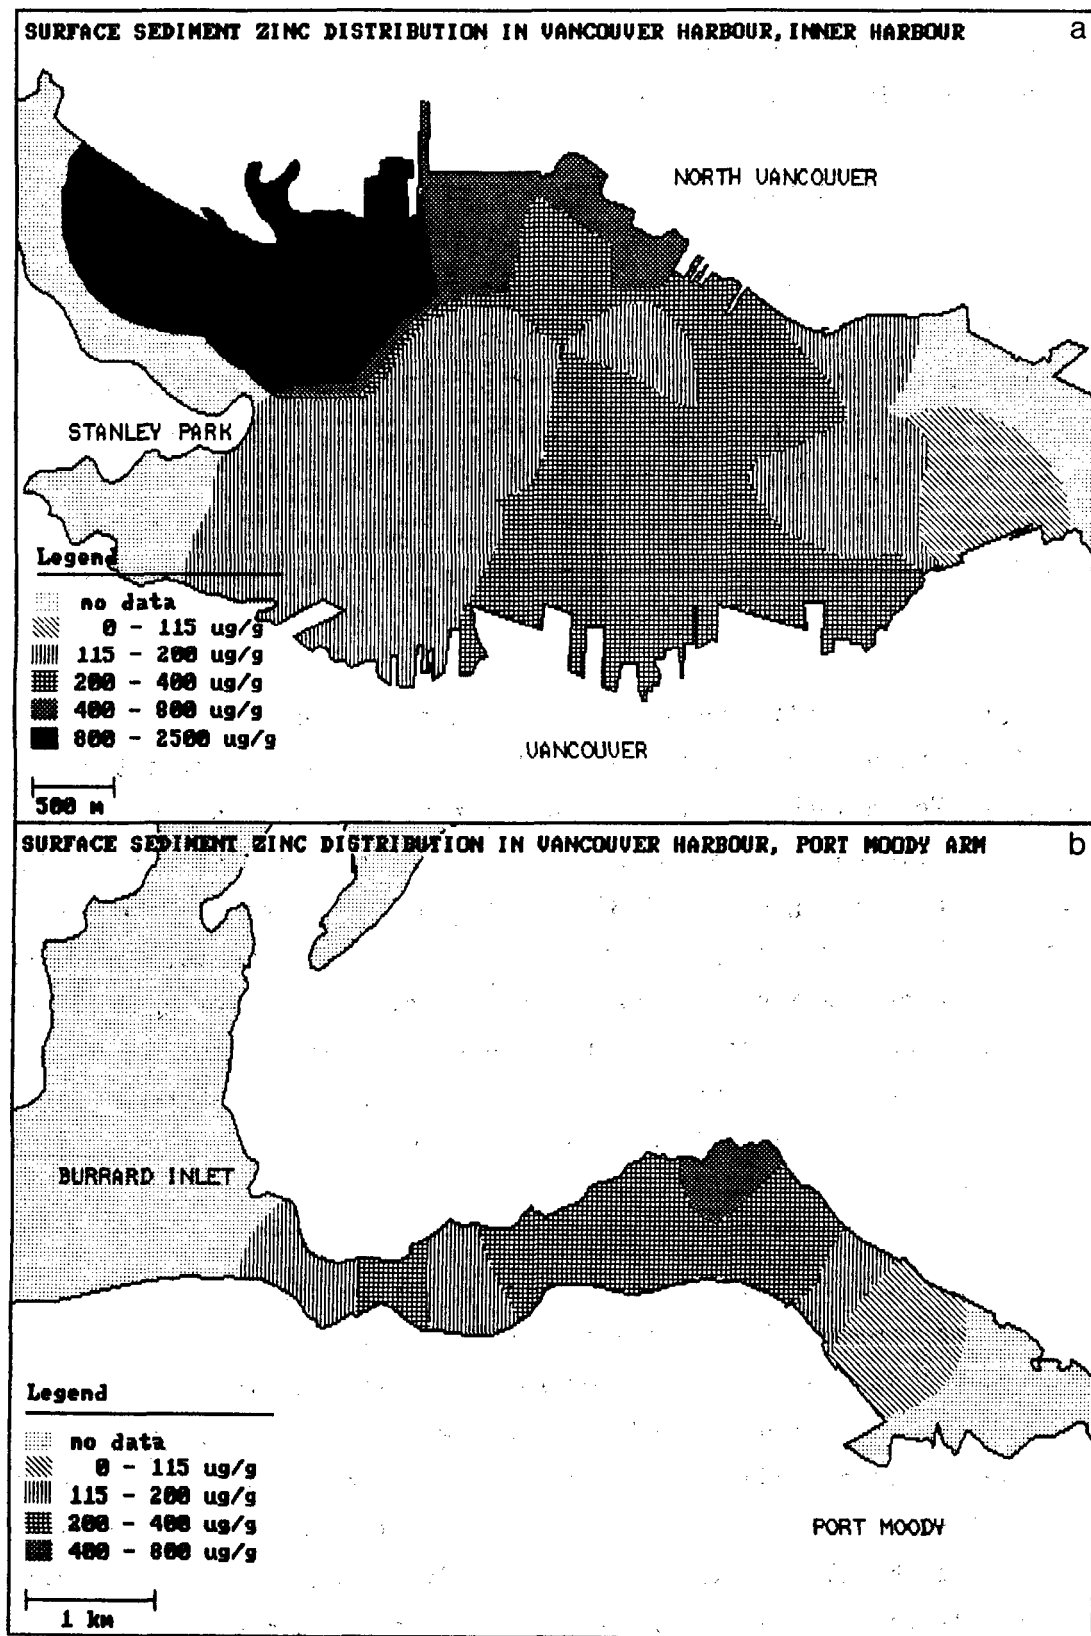 SURFACE SEDIMENT ZINC DISTRIBUTION IN VANCOUVER HARBOUR, INNER HARBOUR
a
NORTH VANCOUVER
STANLEY PARK
Legend
no data
0 - 115 ug/g
115 - 200 ug/g
200 - 400 ug/g
400 - 800 ug/g
800 - 2500 ug/g
VANCOUVER
500 m
SURFACE SEDIMENT ZINC DISTRIBUTION IN VANCOUVER HARBOUR, PORT MOODY ARM
b
BURRARD INLET
Legend
no data
0 - 115 ug/g
115 - 200 ug/g
200 - 400 ug/g
400 - 800 ug/g
PORT MOODY
1 km